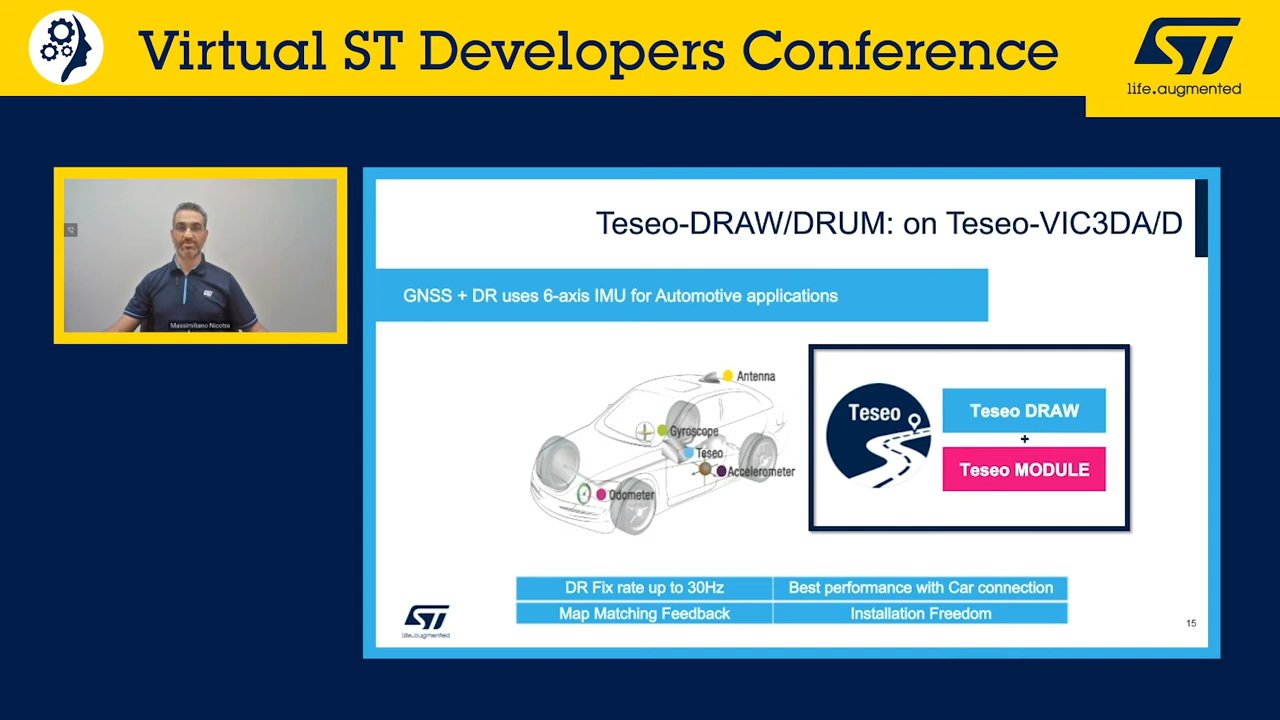 Virtual ST Developers Conference
ST
life.augmented
Massimiliano Nicotra
Teseo-DRAW/DRUM: on Teseo-VIC3DA/D
GNSS + DR uses 6-axis IMU for Automotive applications
Antenna
Gyroscope
Teseo
Accelerometer
Odometer
Teseo
Teseo DRAW
+
Teseo MODULE
DR Fix rate up to 30Hz
Best performance with Car connection
Map Matching Feedback
Installation Freedom
ST
life.augmented
15